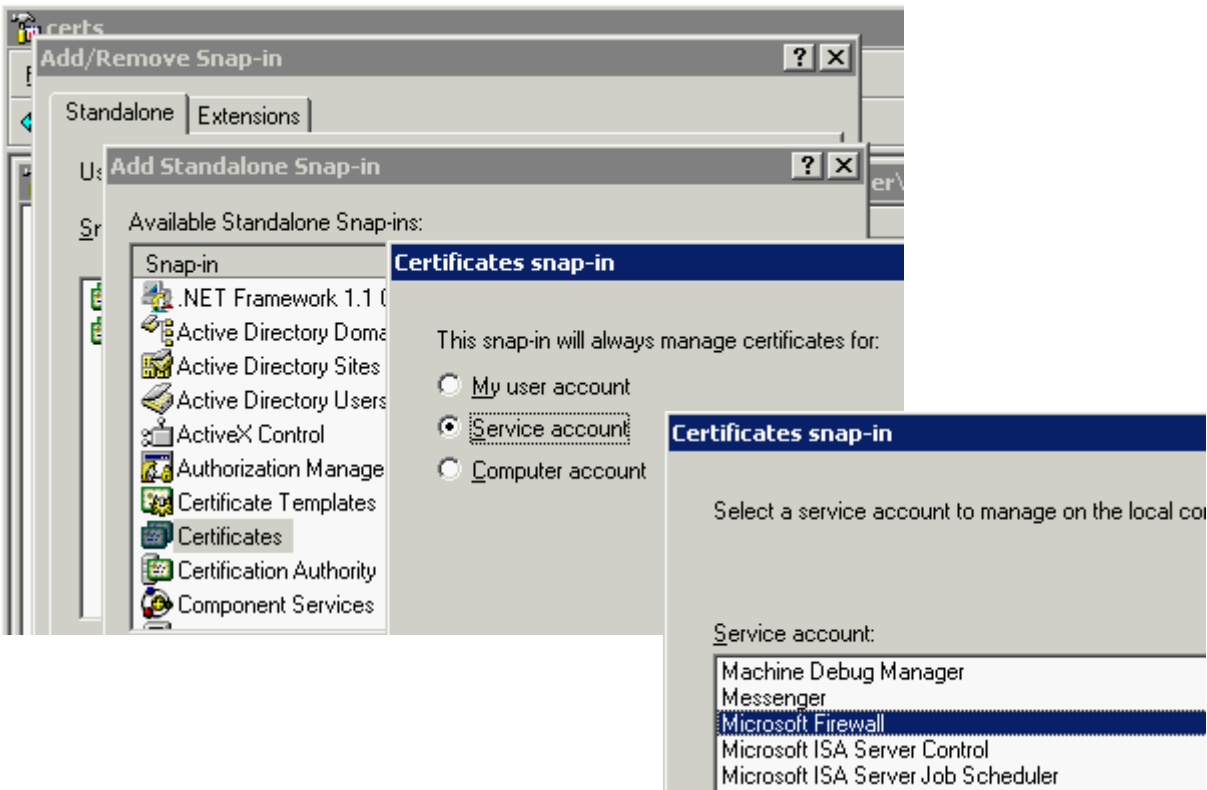 certs
Add/Remove Snap-in
Standalone
Extensions
Add Standalone Snap-in
Available Standalone Snap-ins:
Snap-in
.NET Framework 1.1
Active Directory
Active Directory Sites
Active Directory Users
ActiveX Control
Authorization
Certificate Templates
Certificates
Certification Authority
Component Services
Certificates snap-in
This snap-in will always manage certificates for:
My user account
Service account
Computer account
Certificates snap-in
Select a service account to manage on the local
Service account:
Machine Debug Manager
Messenger
Microsoft Firewall
Microsoft ISA Server Control
Microsoft ISA Server Job Scheduler